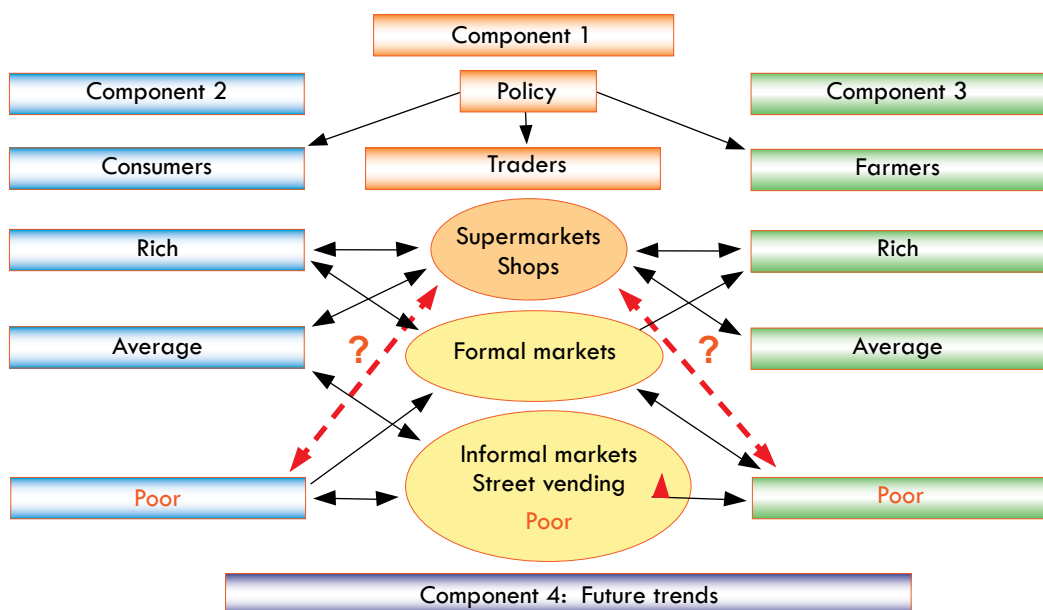 Component 1
Component 2
Policy
Component 3
Consumers
Traders
Farmers
Rich
Supermarkets
Shops
Rich
Average
?
Formal markets
?
Average
Informal markets
Street vending
Poor
Poor
Poor
Component 4: Future trends